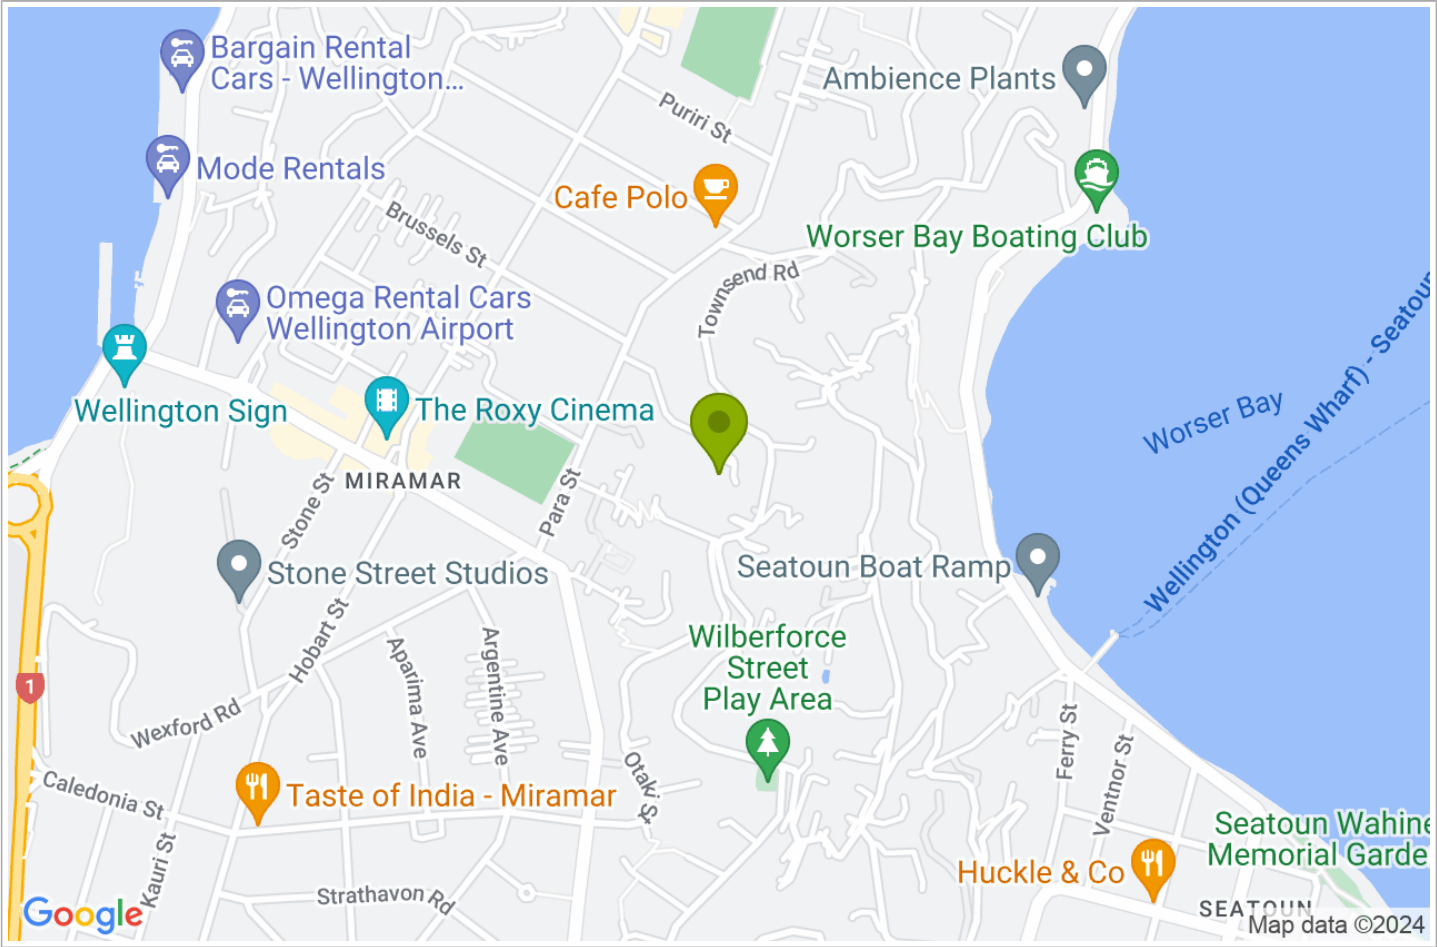 Bargain Rental
Cars - Wellington...
Ambience Plants
Puriri St
Mode Rentals
Cafe Polo
Brussels St
Worser Bay Boating Club
Townsend Rd
Omega Rental Cars
Wellington Airport
Wellington (Queens Wharf) - Seatoun
Wellington Sign
The Roxy Cinema
Worser Bay
MIRAMAR
Stone St
Para St
Stone Street Studios
Seatoun Boat Ramp
Hobart St
Aparima Ave
Argentine Ave
Wilberforce
Street
Play Area
1
Wexford Rd
Ferry St
Ventnor St
Otaki St
Caledonia St
Taste of India - Miramar
Seatoun Wahine
Memorial Garde
Kauri St
Huckle & Co
Strathavon Rd
SEATOUN
Google
Map data ©2024